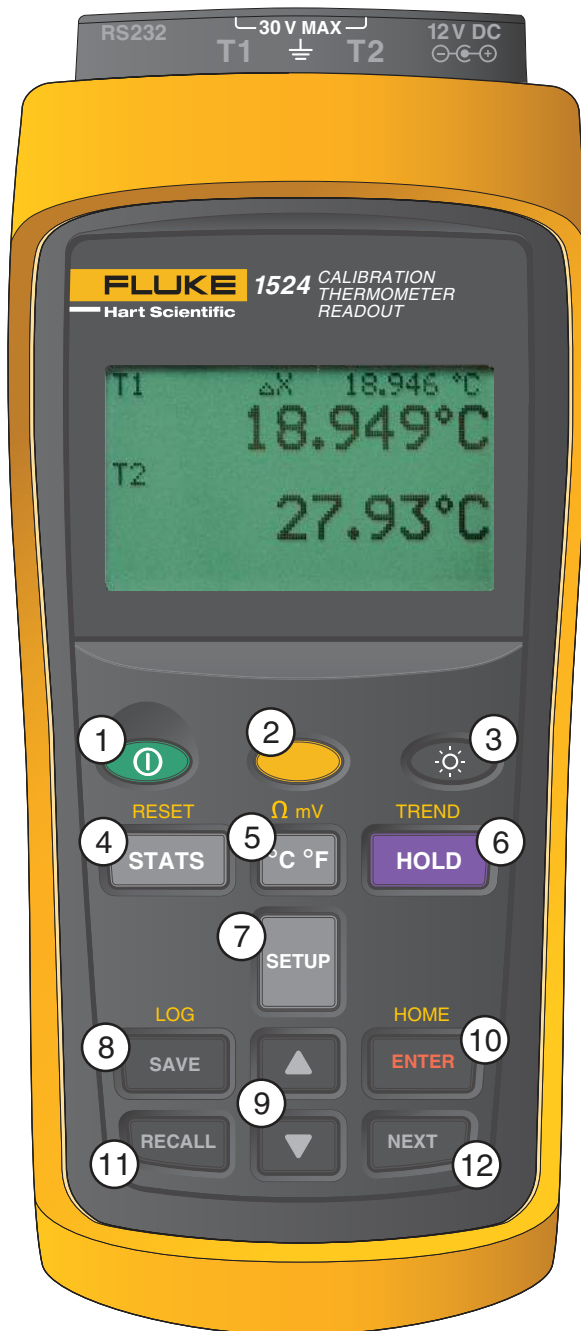 30 V MAX
RS232 T1 T2 12 V DC
FLUKE 1524 CALIBRATION
THERMOMETER
Hart Scientific READOUT
T1 ΔX 18.946 °C
18.949°C
T2
27.93°C
1 2 3
RESET Ω mV TREND
4 STATS 5 °C °F HOLD 6
7 SETUP
LOG HOME
8 SAVE ENTER 10
9
11 RECALL NEXT 12